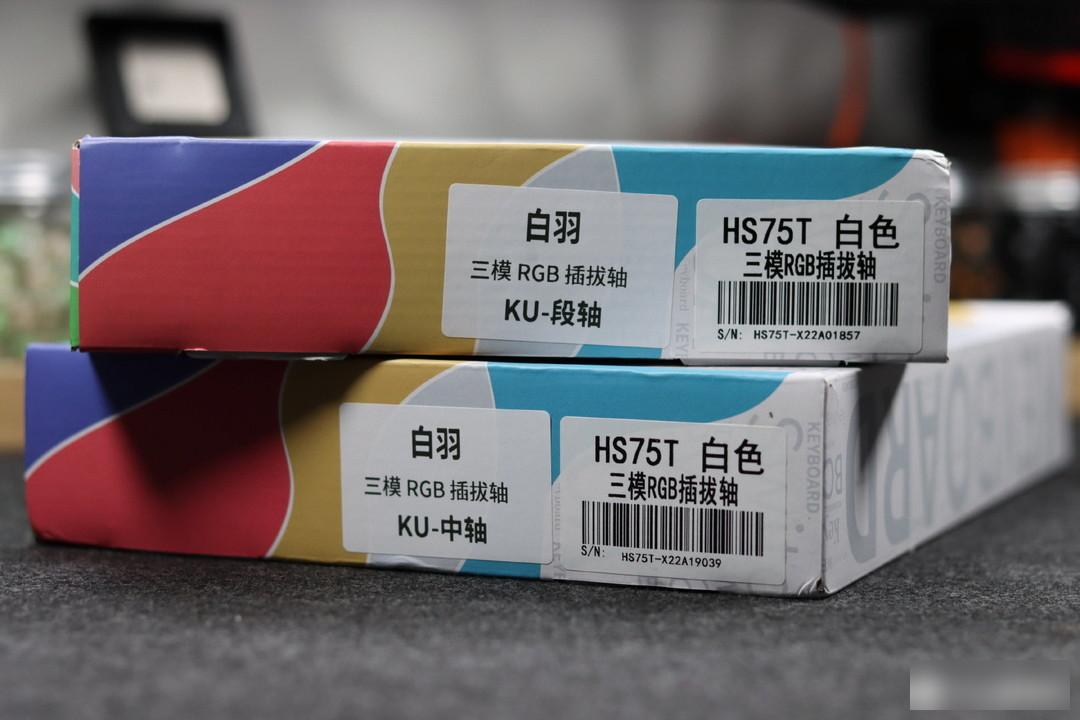 白羽
三模 RGB 插拔轴
KU-段轴
HS75T 白色
三模RGB插拔轴
S/N: HS75T-X22A01857
KEYBOARD
白羽
三模 RGB 插拔轴
KU-中轴
HS75T 白色
三模RGB插拔轴
S/N: HS75T-X22A19039
KEYBOARD.